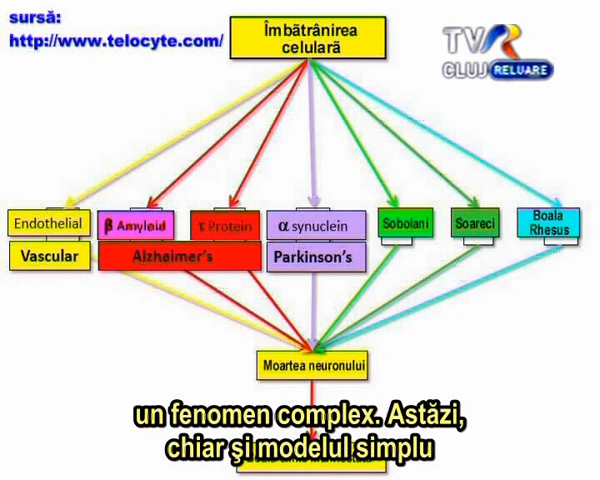 sursă:
http://www.telocyte.com/
Îmbătrânirea
celulară
TVR
CLUJ RELUARE
Endothelial
β Amyloid
τ Protein
α synuclein
Sobolani
Soareci
Boala
Rhesus
Vascular
Alzheimer's
Parkinson's
Moartea neuronului
un fenomen complex. Astăzi,
chiar şi modelul simplu